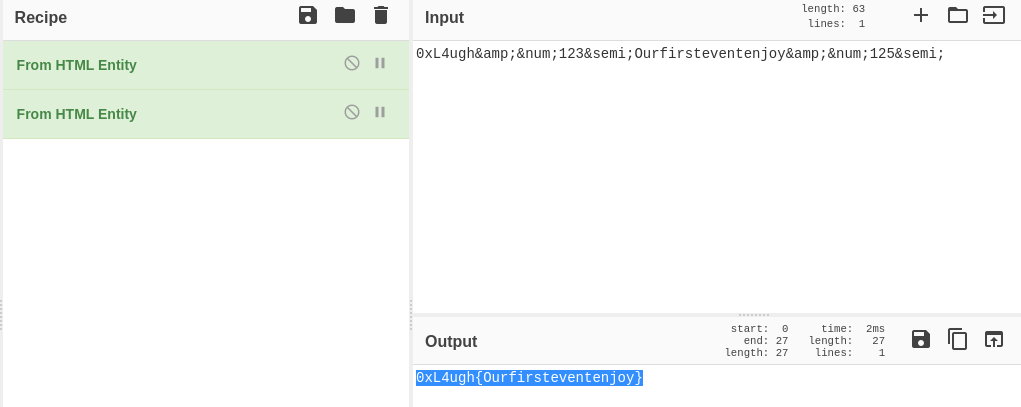 Recipe
From HTML Entity
From HTML Entity
Input
length: 63
lines: 1
0xL4ugh&amp;&num;123&semi;Ourfirsteventenjoy&amp;&num;125&semi;
Output
start: 0
end: 27
length: 27
time: 2ms
length: 27
lines: 1
0xL4ugh{Ourfirsteventenjoy}